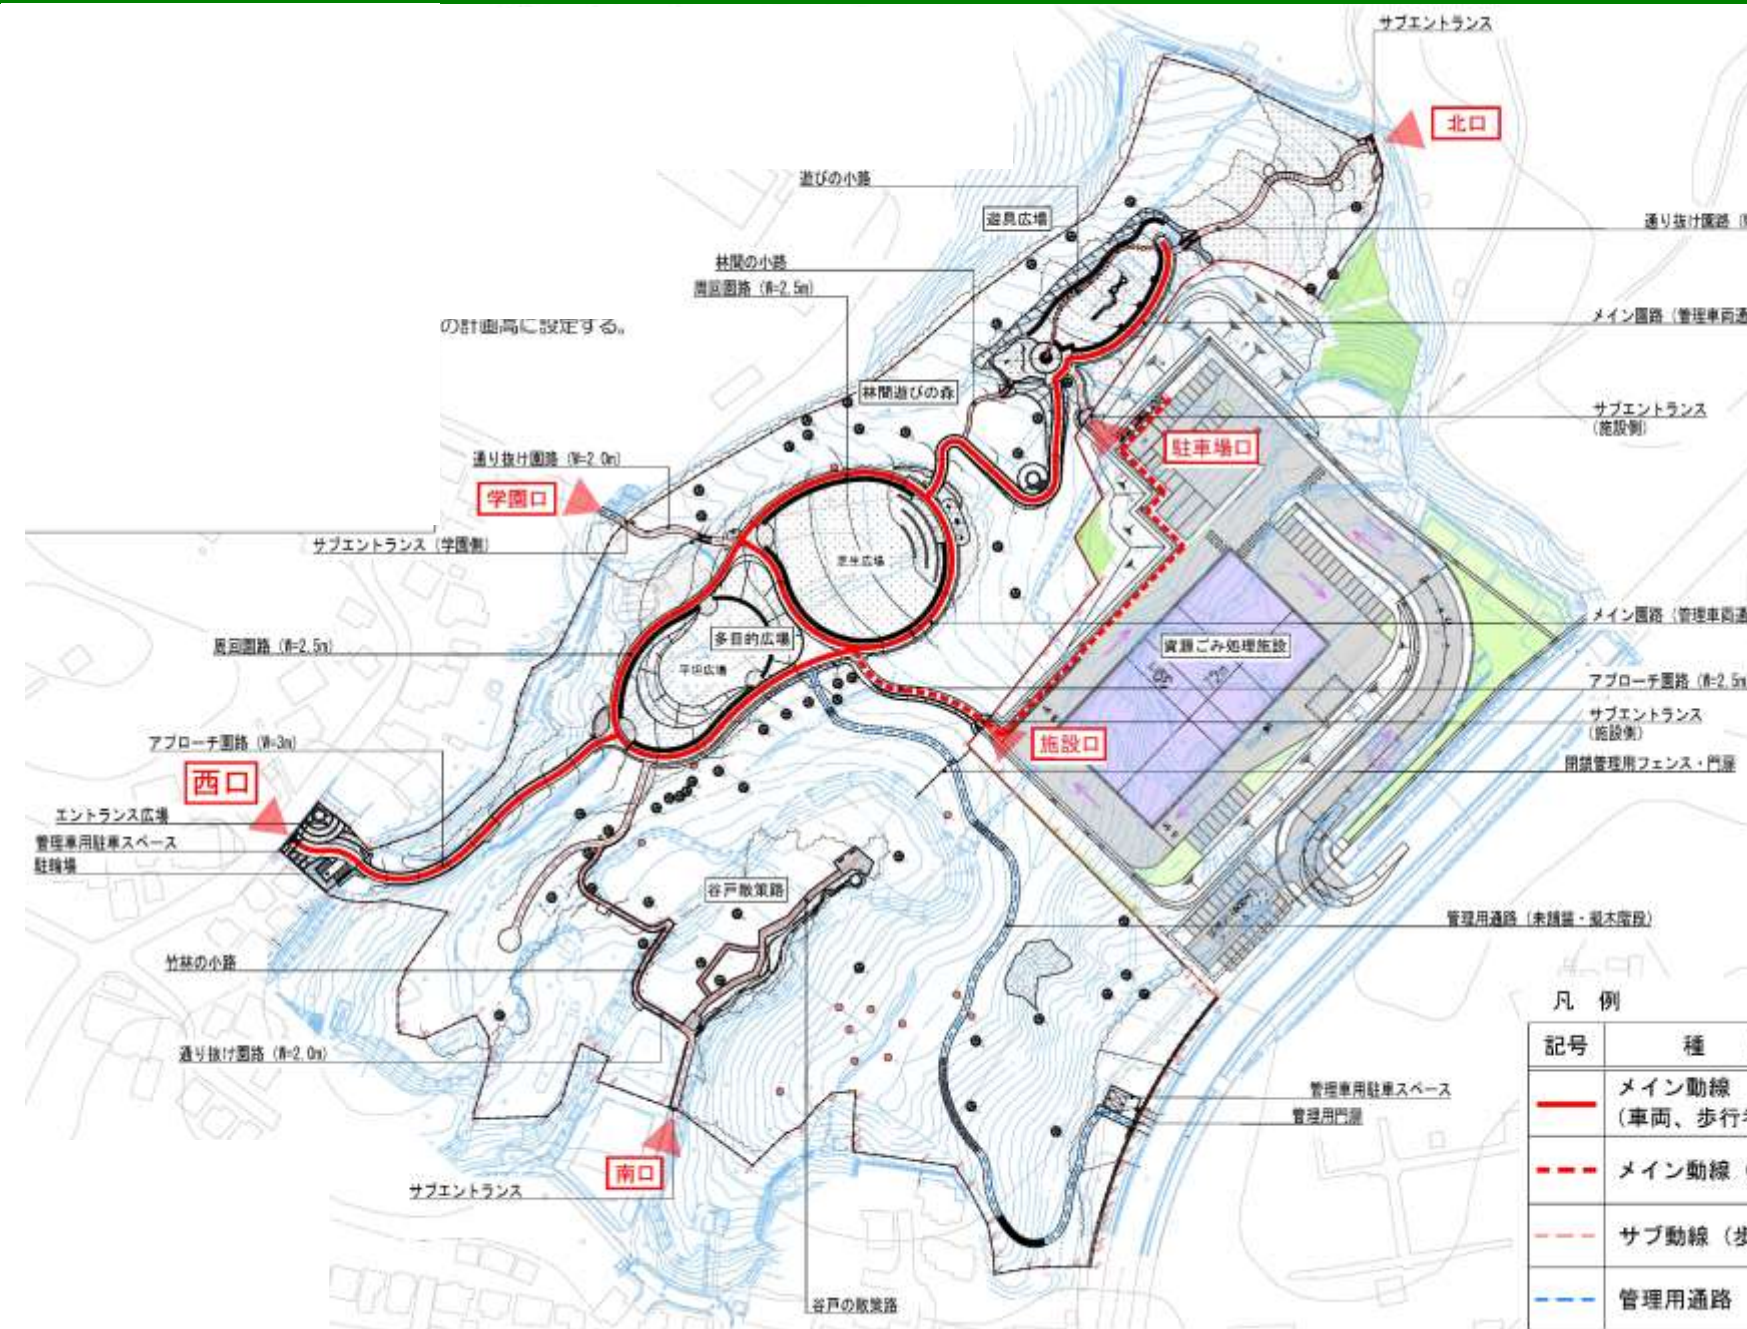 サブエントランス
北口
遊びの小路
遊具広場
通り抜け園路
林間の小路
周回園路 (W=2.5m)
の計画高に設定する。
メイン園路 (管理車両通
林間遊びの森
サブエントランス
(施設側)
駐車場口
通り抜け園路 (W=2.0m)
学園口
サブエントランス (学園側)
芝生広場
メイン園路 (管理車両通
多目的広場
資源ごみ処理施設
周回園路 (W=2.5m)
平坦広場
アプローチ園路 (W=2.5m
サブエントランス
(施設側)
施設口
アプローチ園路 (W=3m)
閉鎖管理用フェンス・門扉
西口
エントランス広場
管理車用駐車スペース
駐輪場
谷戸散策路
管理用通路 (未舗装・擬木階段)
竹林の小路
凡 例
記号 種
通り抜け園路 (W=2.0m)
管理車用駐車スペース
管理用門扉
メイン動線
(車両、歩行
メイン動線
南口
サブエントランス
サブ動線 (歩
谷戸の散策路
管理用通路